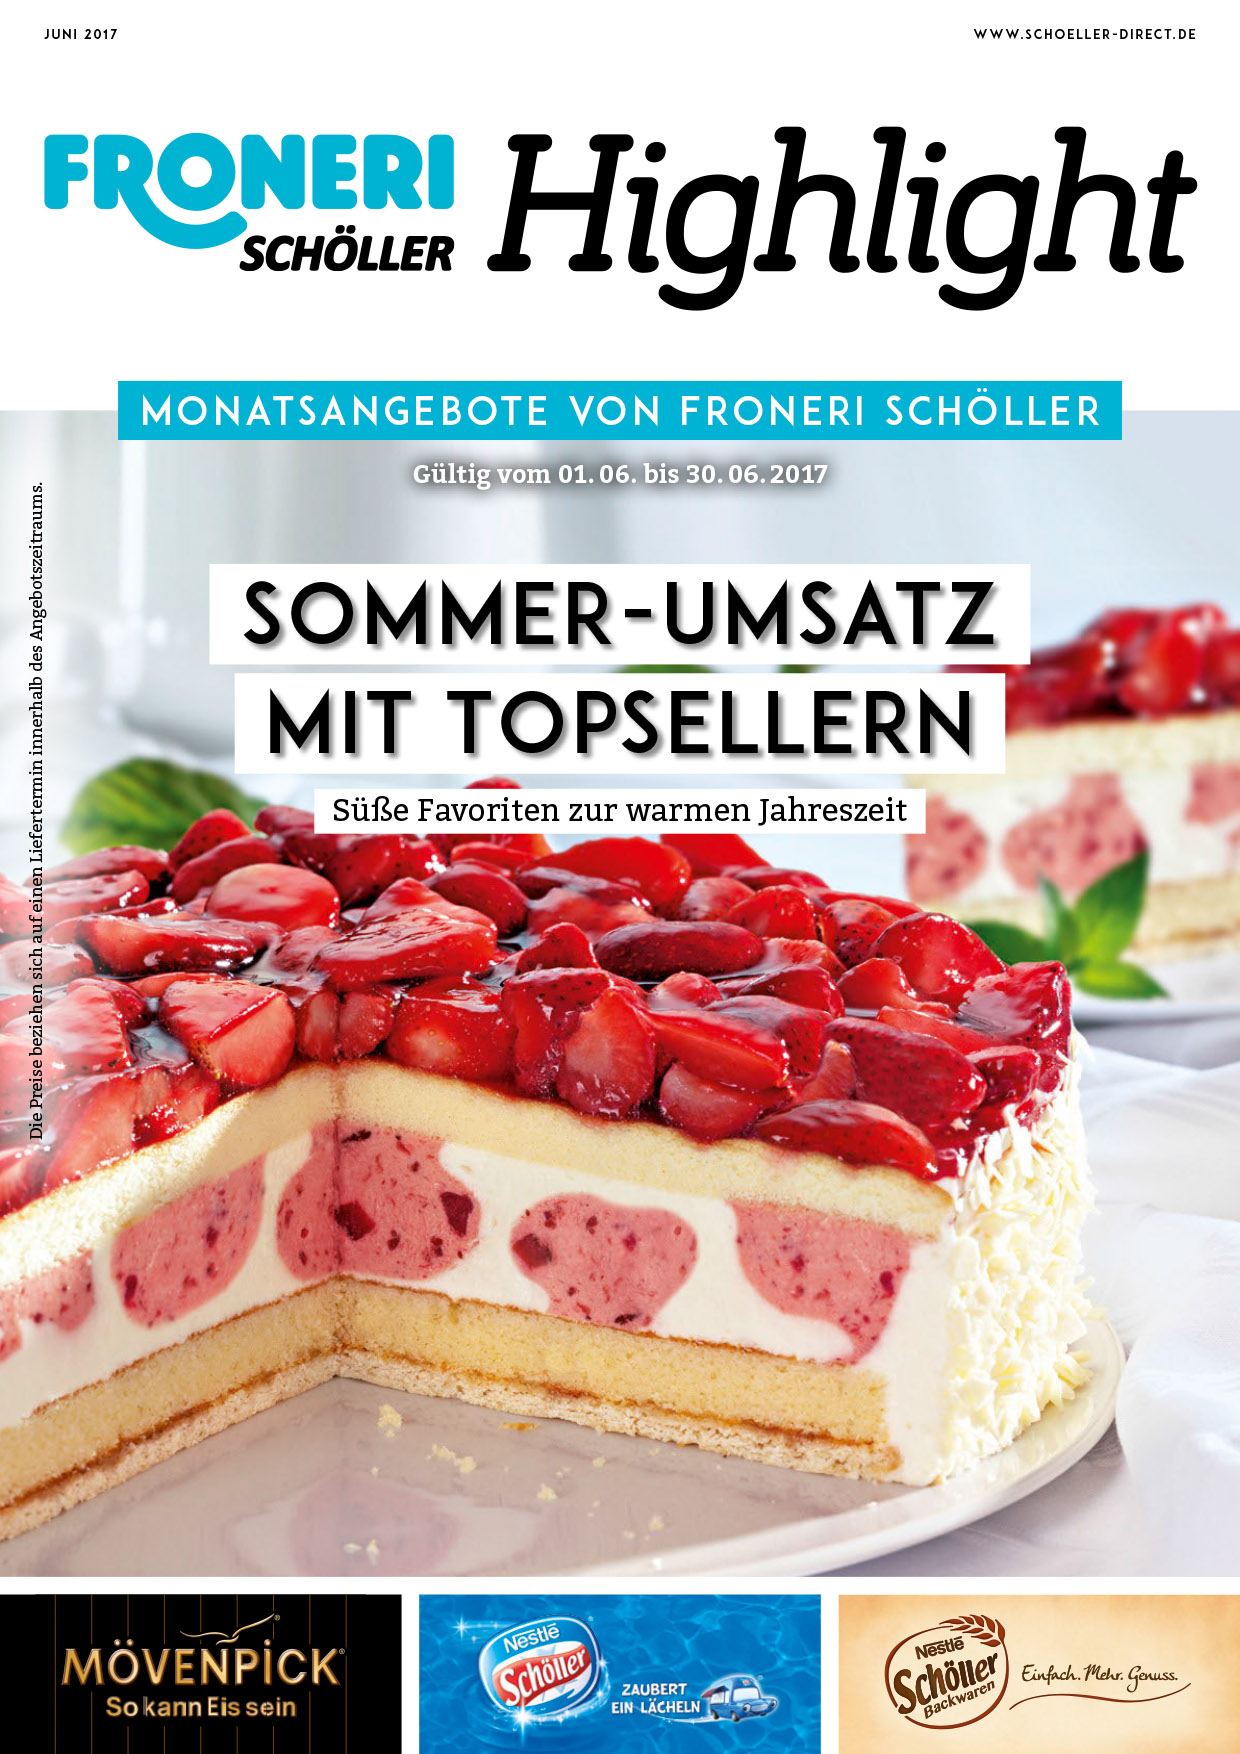 JUNI 2017
WWW.SCHOELLER-DIRECT.DE
FRONERI
SCHÖLLER
Highlight
MONATSANGEBOTE VON FRONERI SCHÖLLER
Gültig vom 01. 06. bis 30. 06. 2017
SOMMER-UMSATZ
MIT TOPSELLERN
Süße Favoriten zur warmen Jahreszeit
Die Preise beziehen sich auf einen Liefertermin innerhalb des Angebotszeitraums.
MÖVENPICK®
So kann Eis sein
Nestlé
Schöller
ZAUBERT
EIN LÄCHELN
Nestlé
Schöller
Backwaren
Einfach. Mehr. Genuss.